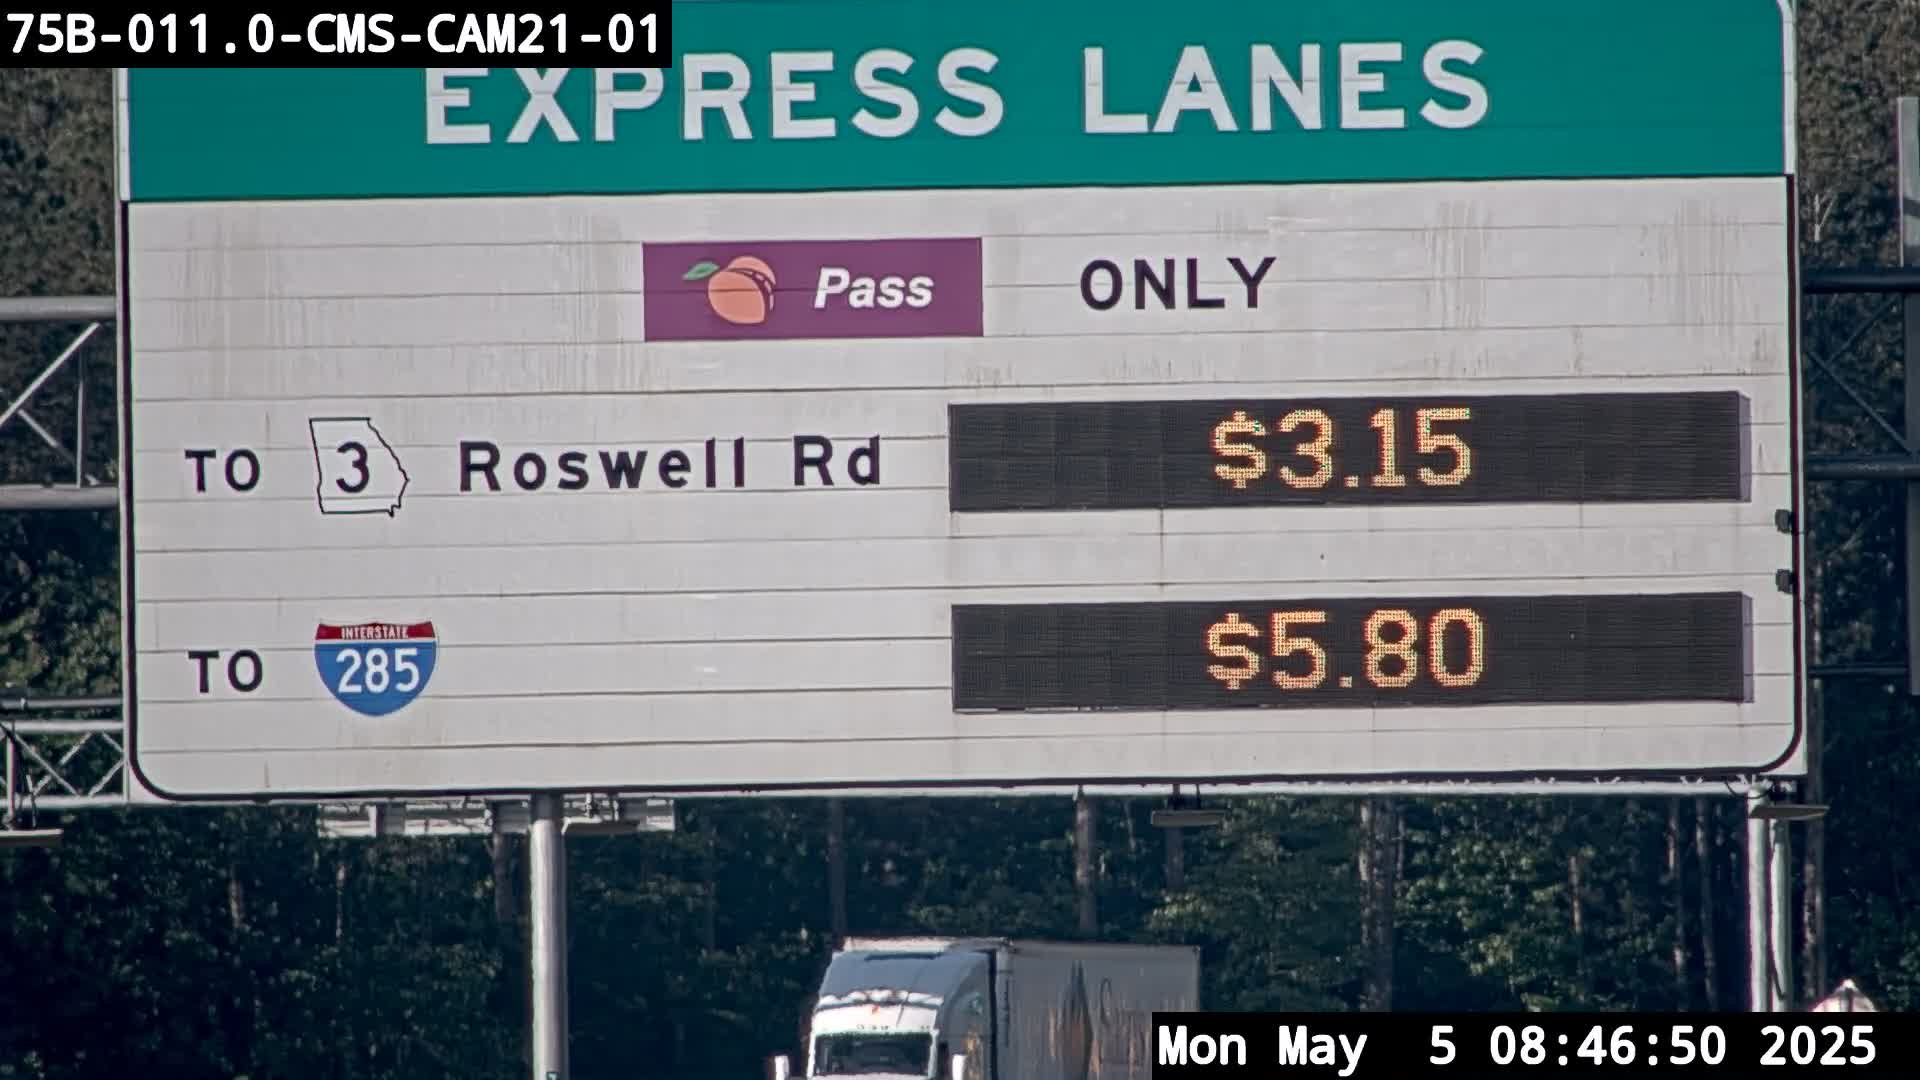 75B-011.0-CMS-CAM21-01
EXPRESS LANES
Pass ONLY
TO 3 Roswell Rd $3.15
INTERSTATE
TO 285 $5.80
Mon May 5 08:46:50 2025